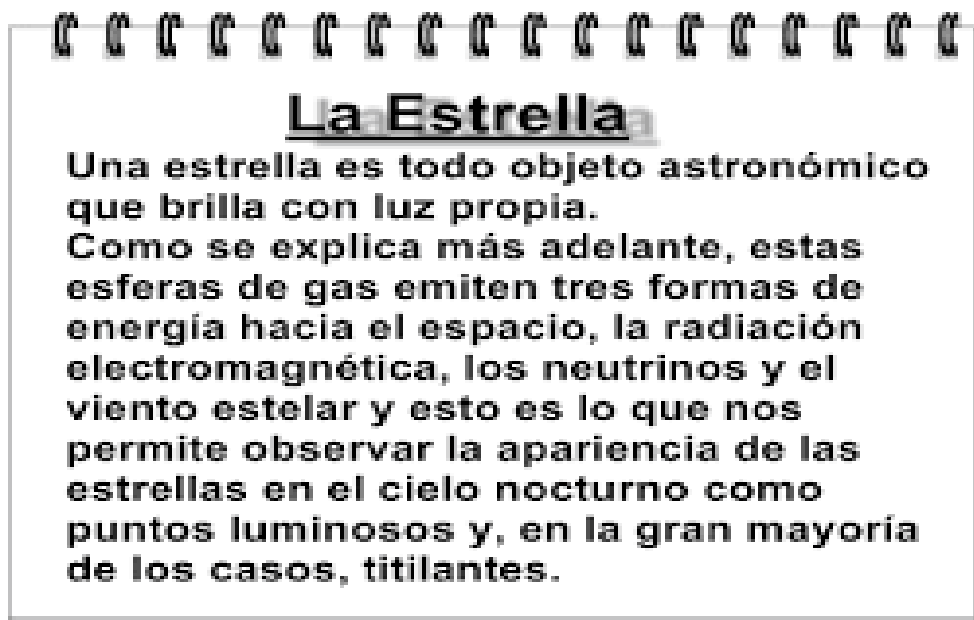 La Estrella
Una estrella es todo objeto astronómico
que brilla con luz propia.
Como se explica más adelante, estas
esferas de gas emiten tres formas de
energía hacia el espacio, la radiación
electromagnética, los neutrinos y el
viento estelar y esto es lo que nos
permite observar la apariencia de las
estrellas en el cielo nocturno como
puntos luminosos y, en la gran mayoría
de los casos, titilantes.